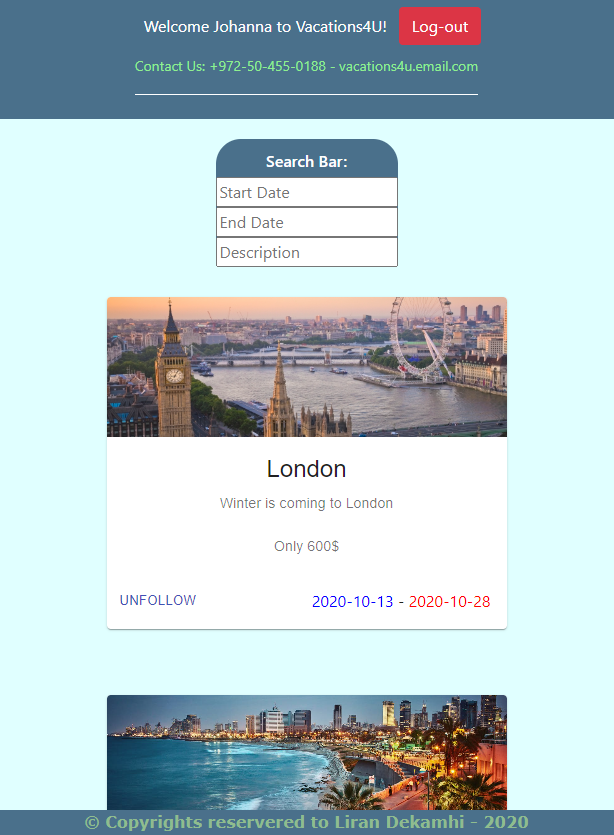 Welcome Johanna to Vacations4U! Log-out
Contact Us: +972-50-455-0188 - vacations4u.email.com
Search Bar:
Start Date
End Date
Description
London
Winter is coming to London
Only 600$
UNFOLLOW 2020-10-13 - 2020-10-28
© Copyrights reservered to Liran Dekamhi - 2020